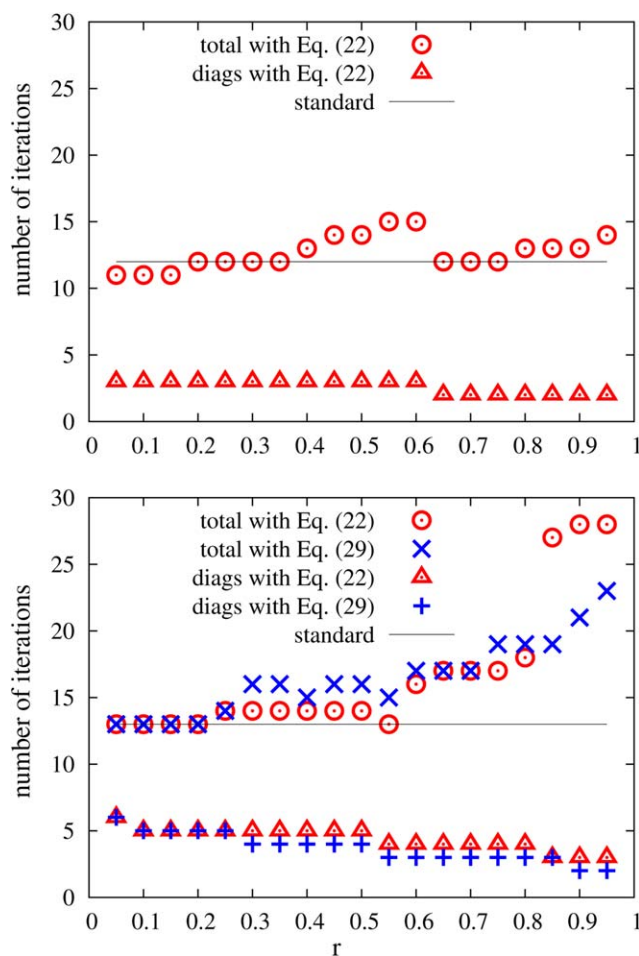 30
25
20
15
10
5
0
number of iterations
total with Eq. (22)
diags with Eq. (22)
standard
0 0.1 0.2 0.3 0.4 0.5 0.6 0.7 0.8 0.9 1
30
25
20
15
10
5
0
number of iterations
total with Eq. (22)
total with Eq. (29)
diags with Eq. (22)
diags with Eq. (29)
standard
0 0.1 0.2 0.3 0.4 0.5 0.6 0.7 0.8 0.9 1
r